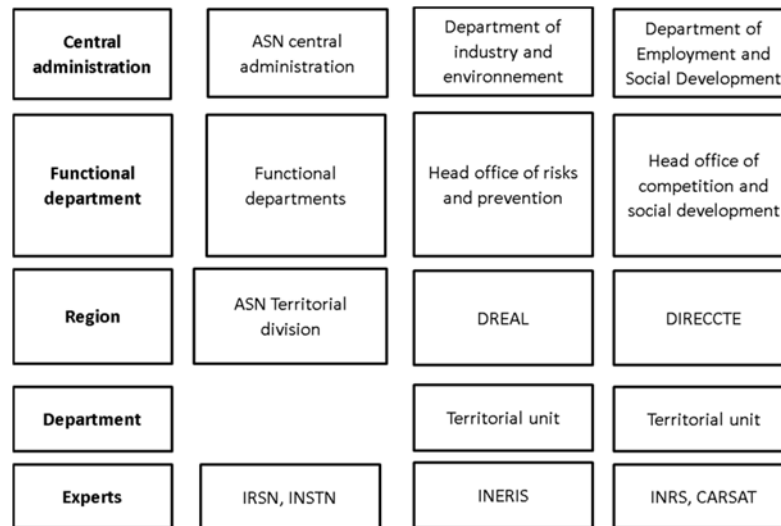 Central
administration
ASN central
administration
Department of
industry and
environnement
Department of
Employment and
Social Development
Functional
department
Functional
departments
Head office of risks
and prevention
Head office of
competition and
social development
Region
ASN Territorial
division
DREAL
DIRECCTE
Department
Territorial unit
Territorial unit
Experts
IRSN, INSTN
INERIS
INRS, CARSAT